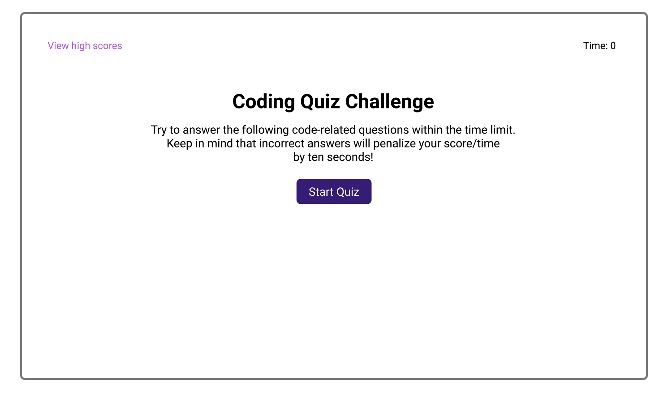 View high scores
Time: 0
Coding Quiz Challenge
Try to answer the following code-related questions within the time limit.
Keep in mind that incorrect answers will penalize your score/time
by ten seconds!
Start Quiz